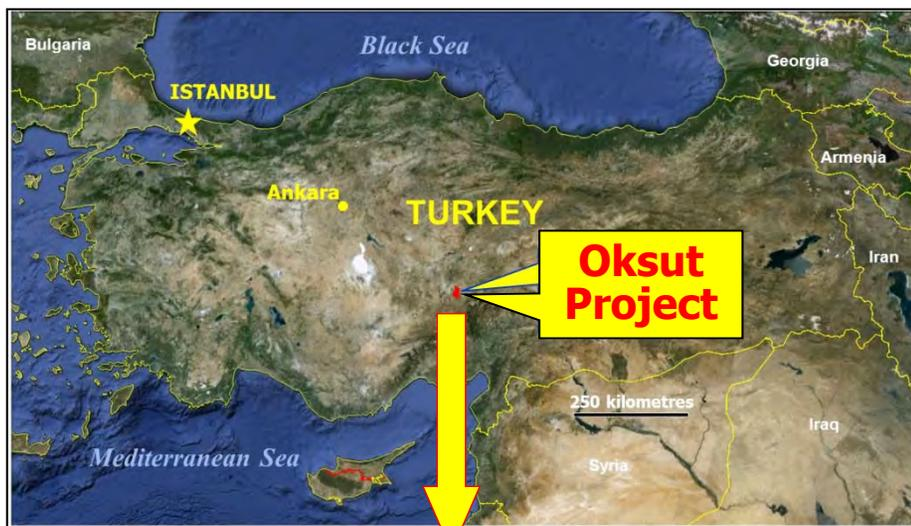 Bulgaria
Black Sea
Georgia
ISTANBUL
Armenia
Ankara
TURKEY
Iran
Oksut
Project
250 kilometres
Iraq
Mediterranean Sea
Syria